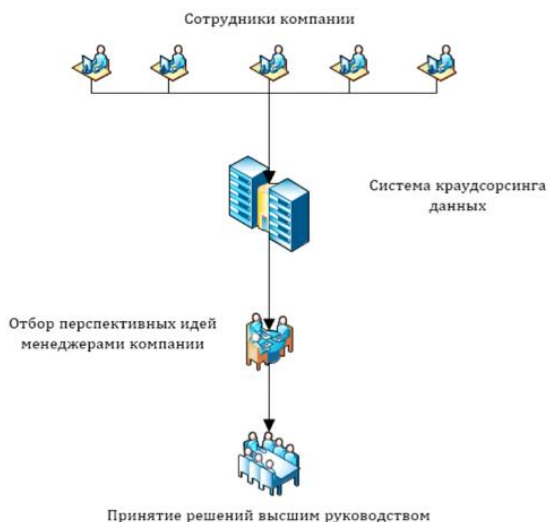 Сотрудники компании
Система краудсорсинга
данных
Отбор перспективных идей
менеджерами компании
Принятие решений высшим руководством